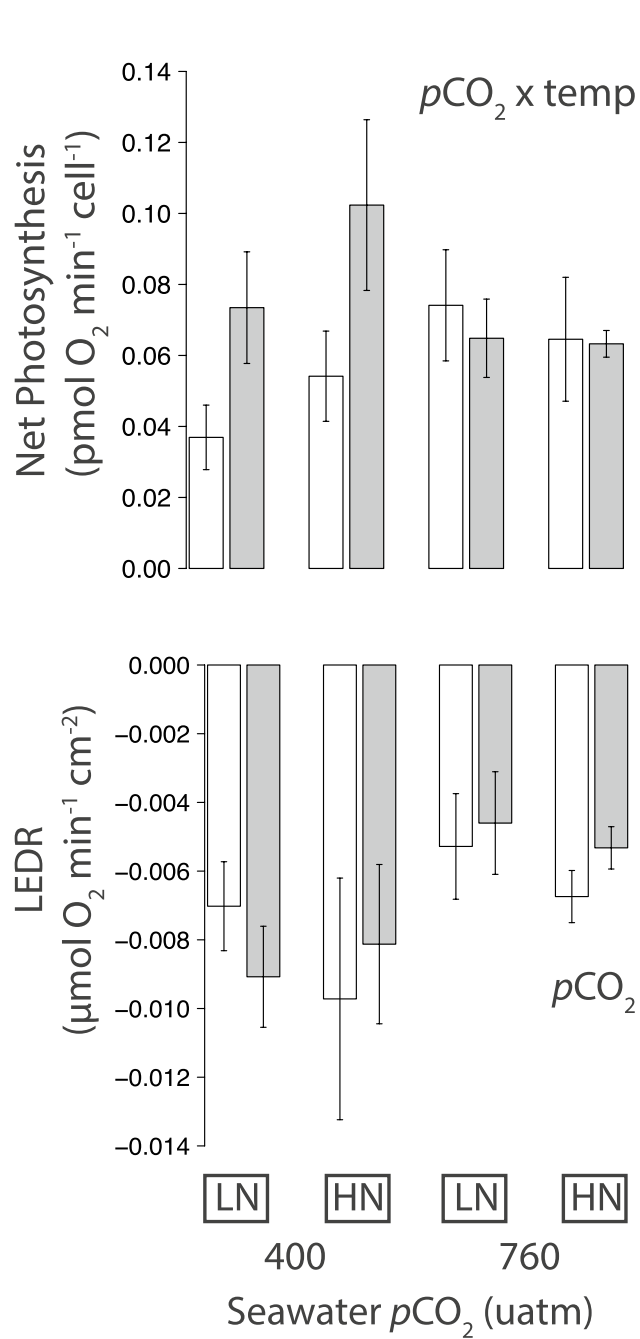 pCO2 x temp
Net Photosynthesis
(pmol O2 min-1 cell-1)
0.14
0.12
0.10
0.08
0.06
0.04
0.02
0.00
LEDR
(μmol O2 min-1 cm-2)
0.000
−0.002
−0.004
−0.006
−0.008
−0.010
−0.012
−0.014
pCO2
LN HN LN HN
400 760
Seawater pCO2 (uatm)